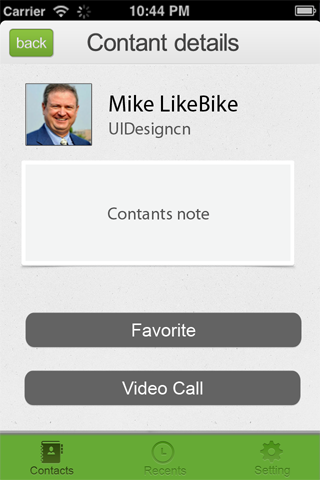 Carrier 10:44 PM
back Contant details
Mike LikeBike
UIDesigncn
Contants note
Favorite
Video Call
Contacts Recents Setting